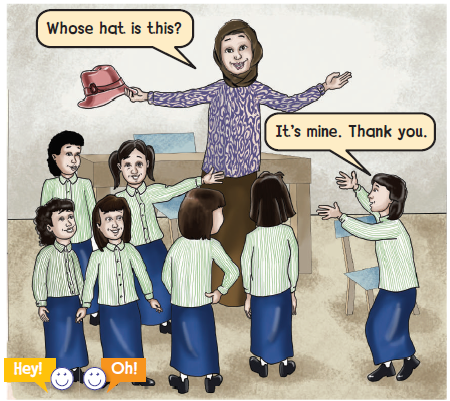 Whose hat is this?
It's mine. Thank you.
Hey! Oh!